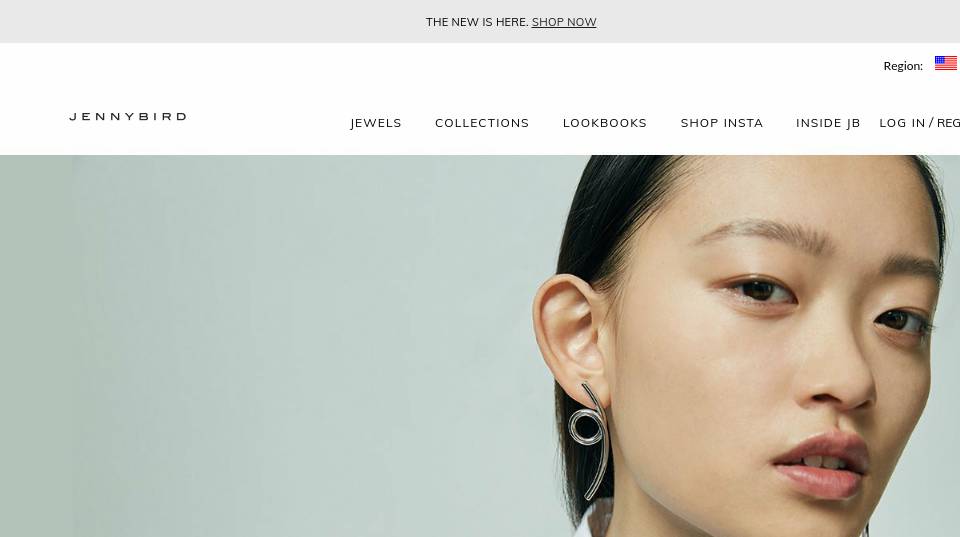 THE NEW IS HERE. SHOP NOW
Region:
JENNYBIRD
JEWELS COLLECTIONS LOOKBOOKS SHOP INSTA INSIDE JB LOG IN / REG